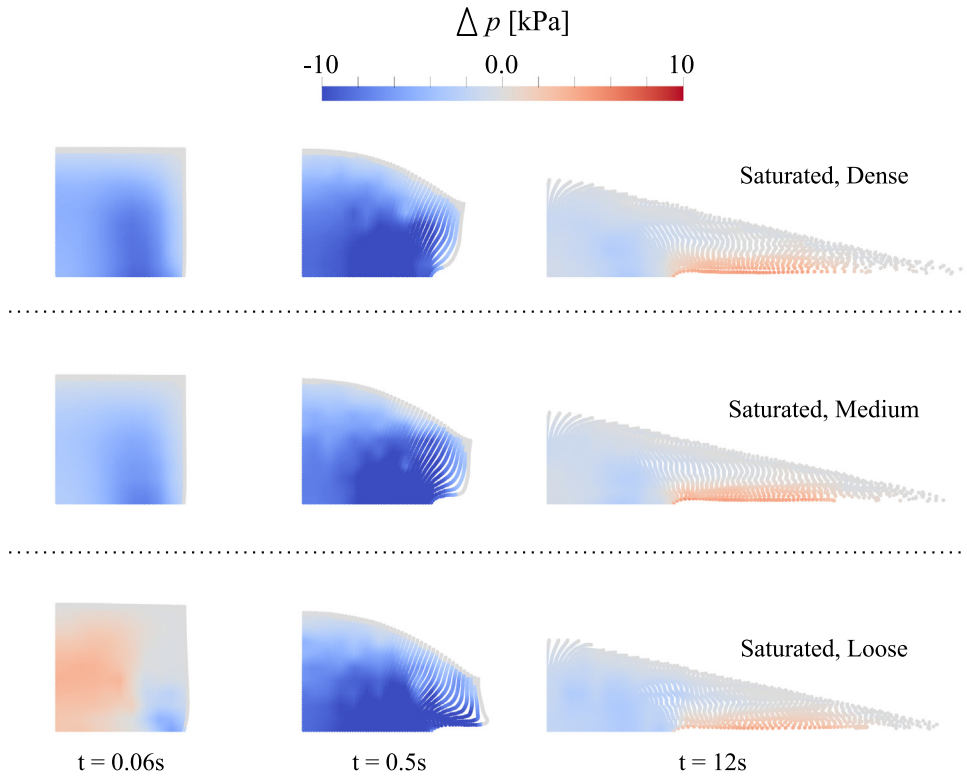 Δ p [kPa]
-10 0.0 10
Saturated, Dense
Saturated, Medium
Saturated, Loose
t = 0.06s t = 0.5s t = 12s